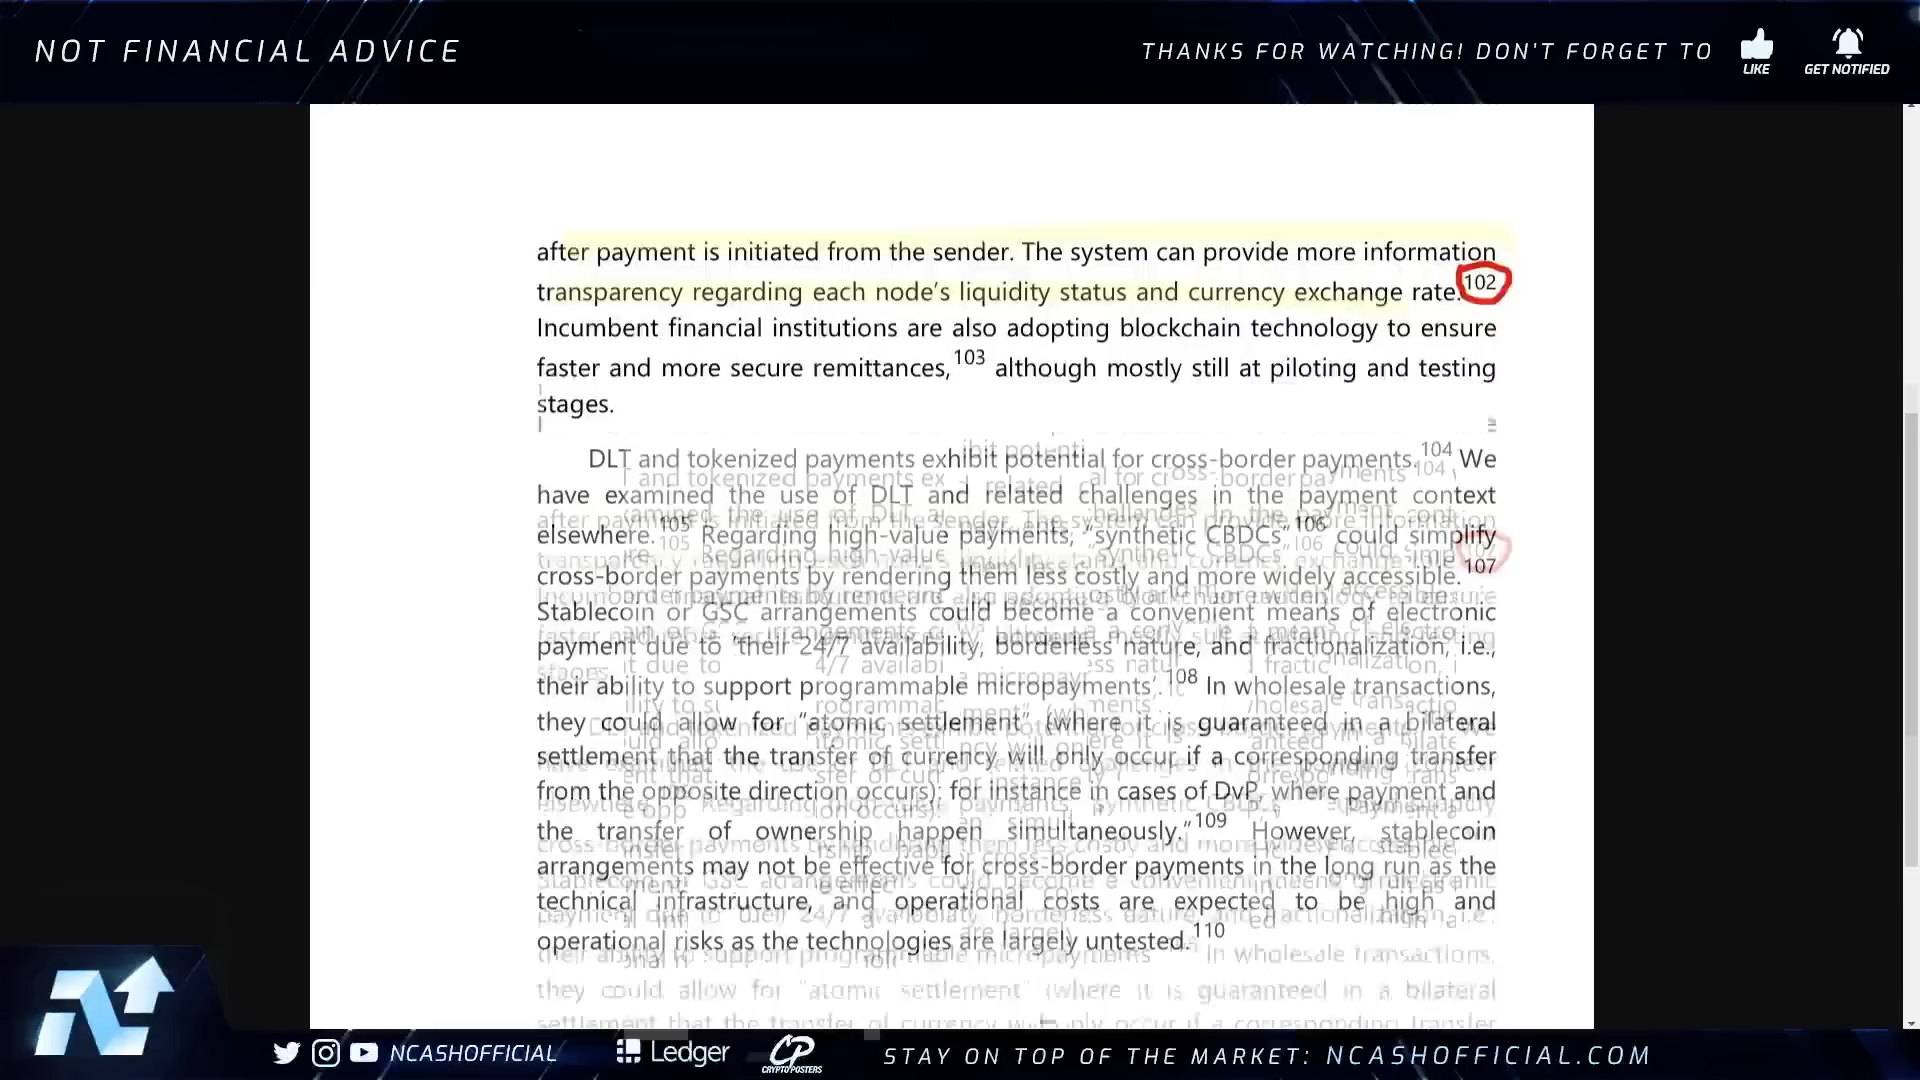 NOT FINANCIAL ADVICE
THANKS FOR WATCHING! DON'T FORGET TO
LIKE
GET NOTIFIED
after payment is initiated from the sender. The system can provide more information
transparency regarding each node's liquidity status and currency exchange rate.102
Incumbent financial institutions are also adopting blockchain technology to ensure
faster and more secure remittances,103 although mostly still at piloting and testing
stages.
DLT and tokenized payments exhibit potential for cross-border payments.104 We
have examined the use of DLT and related challenges in the payment context
elsewhere.105 Regarding high-value payments, "synthetic CBDCs"106 could simplify
cross-border payments by rendering them less costly and more widely accessible.107
Stablecoin or GSC arrangements could become a convenient means of electronic
payment due to 'their 24/7 availability, borderless nature, and fractionalization, i.e.,
their ability to support programmable micropayments'.108 In wholesale transactions,
they could allow for "atomic settlement" (where it is guaranteed in a bilateral
settlement that the transfer of currency will only occur if a corresponding transfer
from the opposite direction occurs): for instance in cases of DvP, where payment and
the transfer of ownership happen simultaneously."109 However, stablecoin
arrangements may not be effective for cross-border payments in the long run as the
technical infrastructure, and operational costs are expected to be high and
operational risks as the technologies are largely untested.110
they could allow for "atomic settlement" (where it is guaranteed in a bilateral
NCASHOFFICIAL
Ledger
CP
CRYPTO POSTERS
STAY ON TOP OF THE MARKET: NCASHOFFICIAL.COM